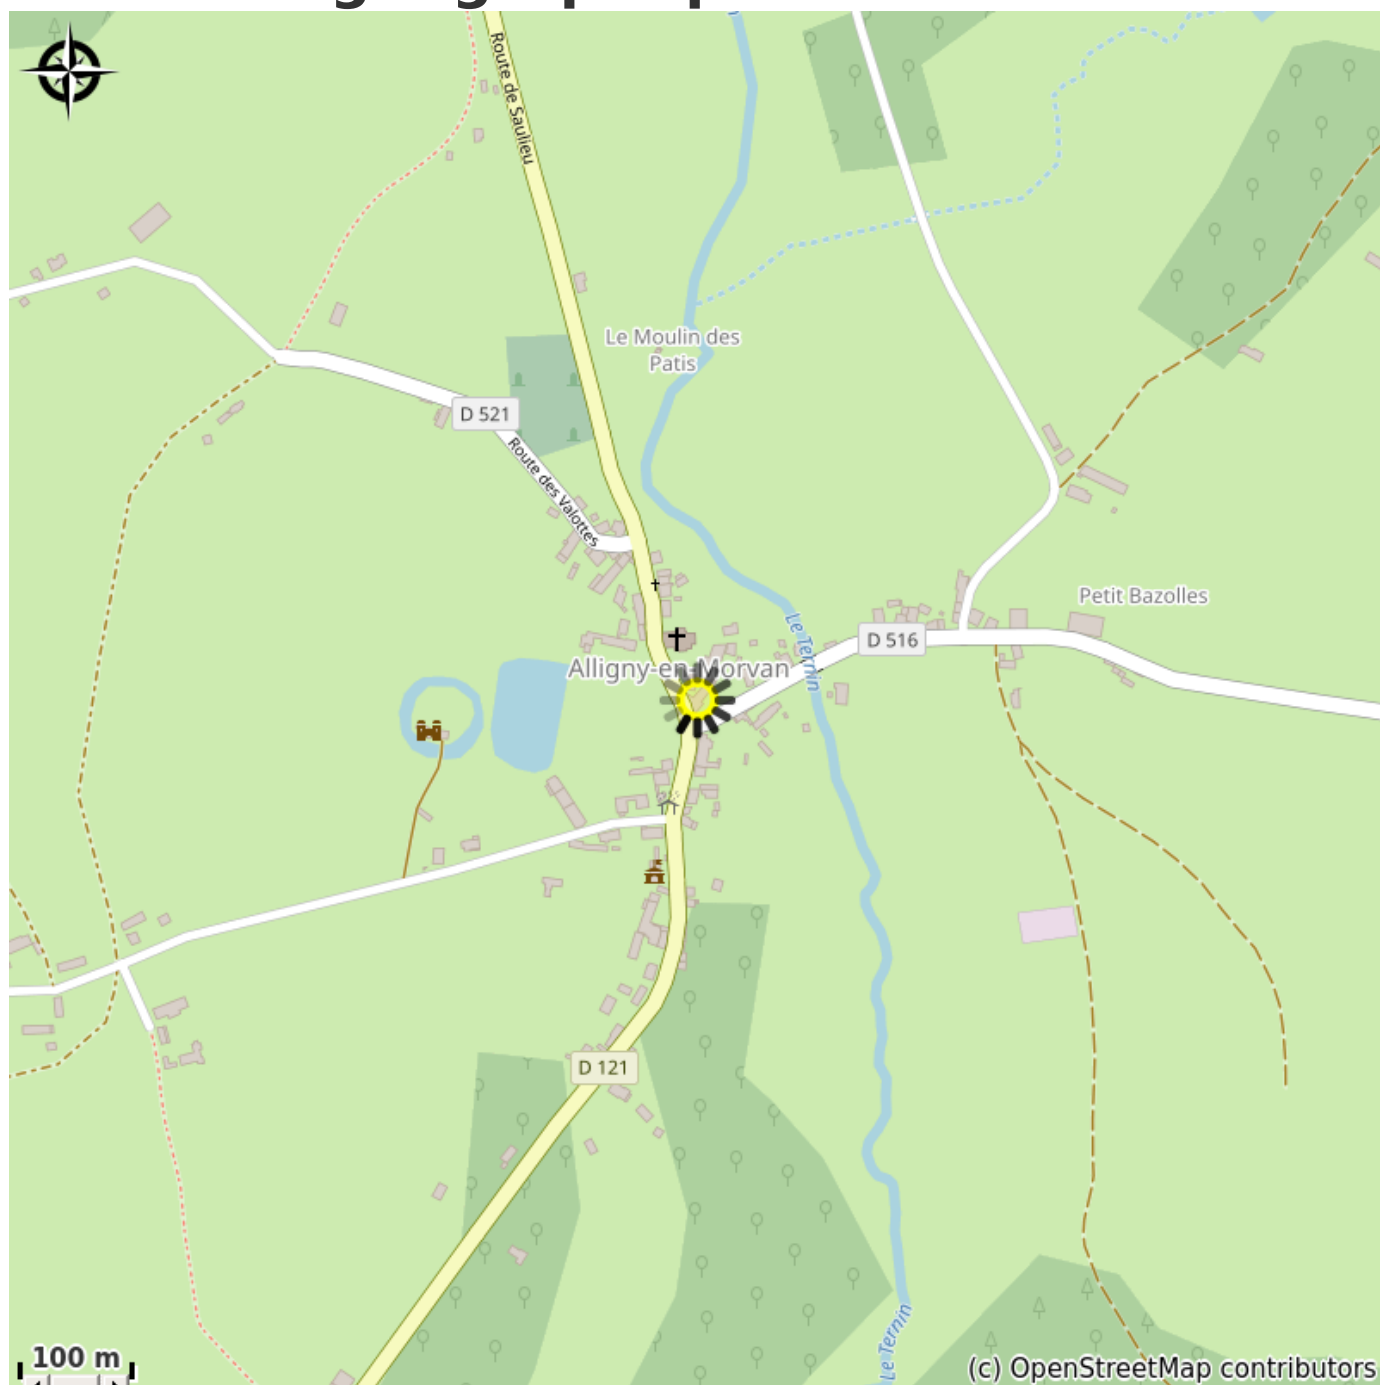 Route de Saulieu
Le Moulin des
Patis
D 521
Route des Valottes
Petit Bazolles
Le Ternin
D 516
Alligny-en-Morvan
D 121
Le Ternin
100 m
(c) OpenStreetMap contributors